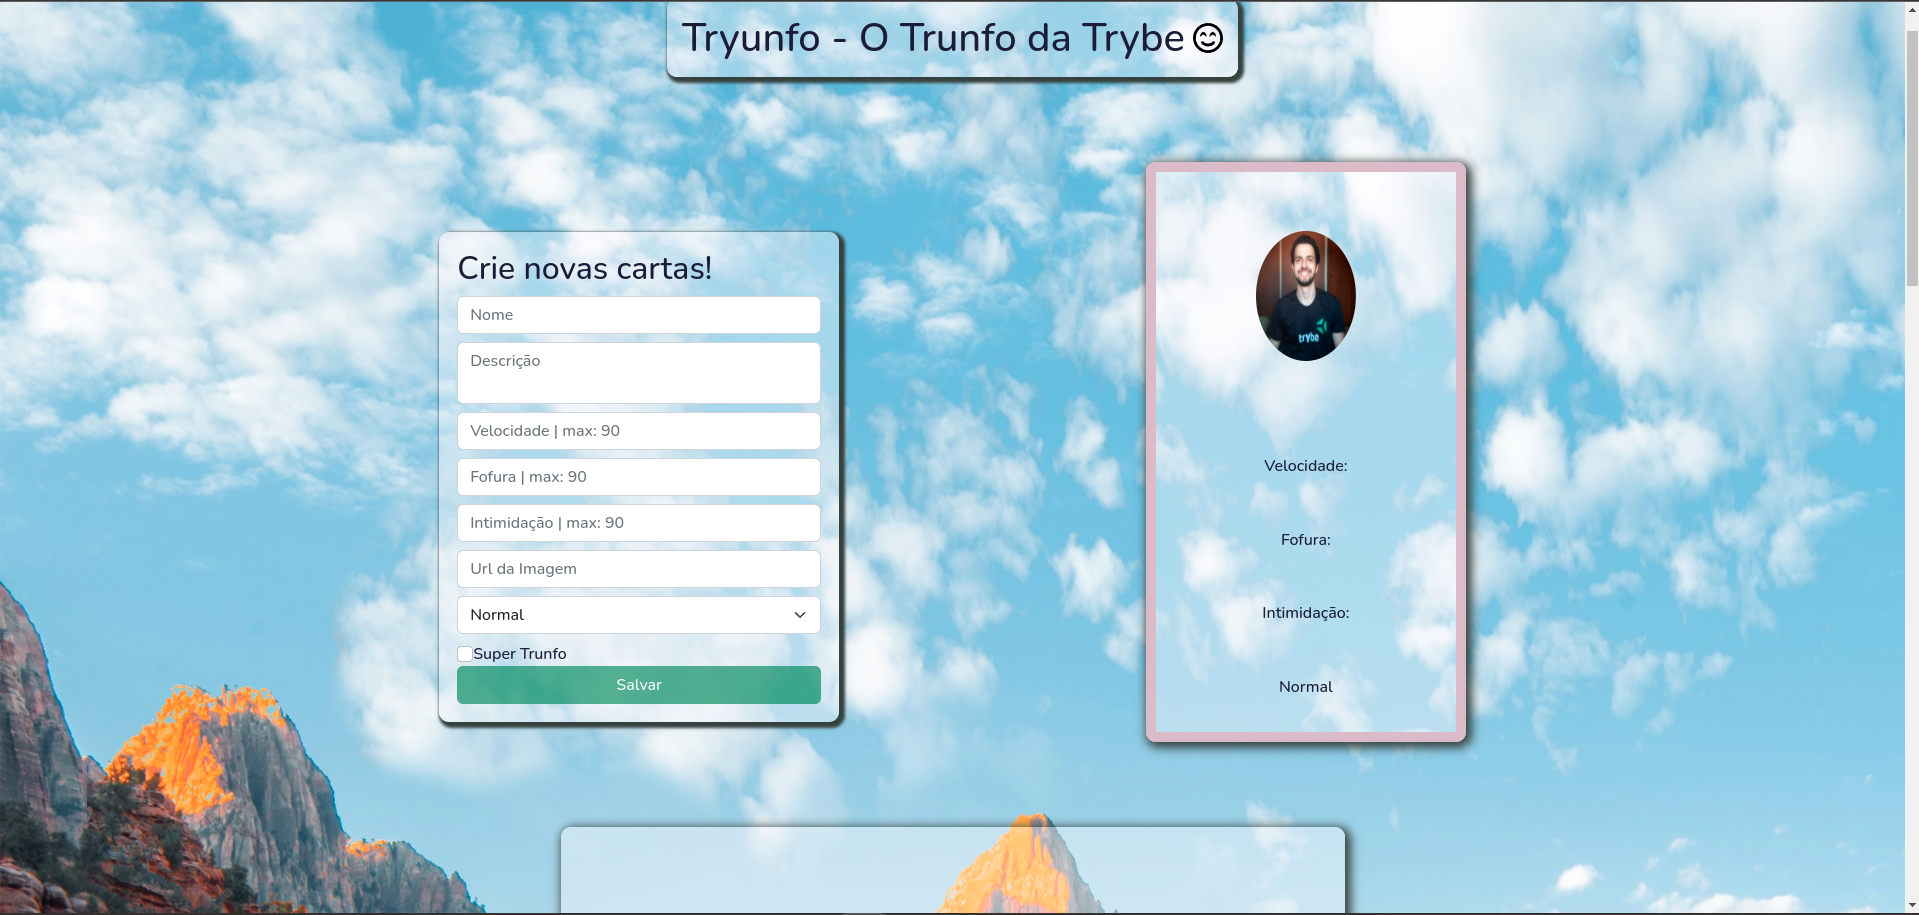 Tryunfo - O Trunfo da Trybe
Crie novas cartas!
Nome
Descrição
Velocidade | max: 90
Fofura | max: 90
Intimidação | max: 90
Url da Imagem
Normal
Super Trunfo
Salvar
trybe
Velocidade:
Fofura:
Intimidação:
Normal